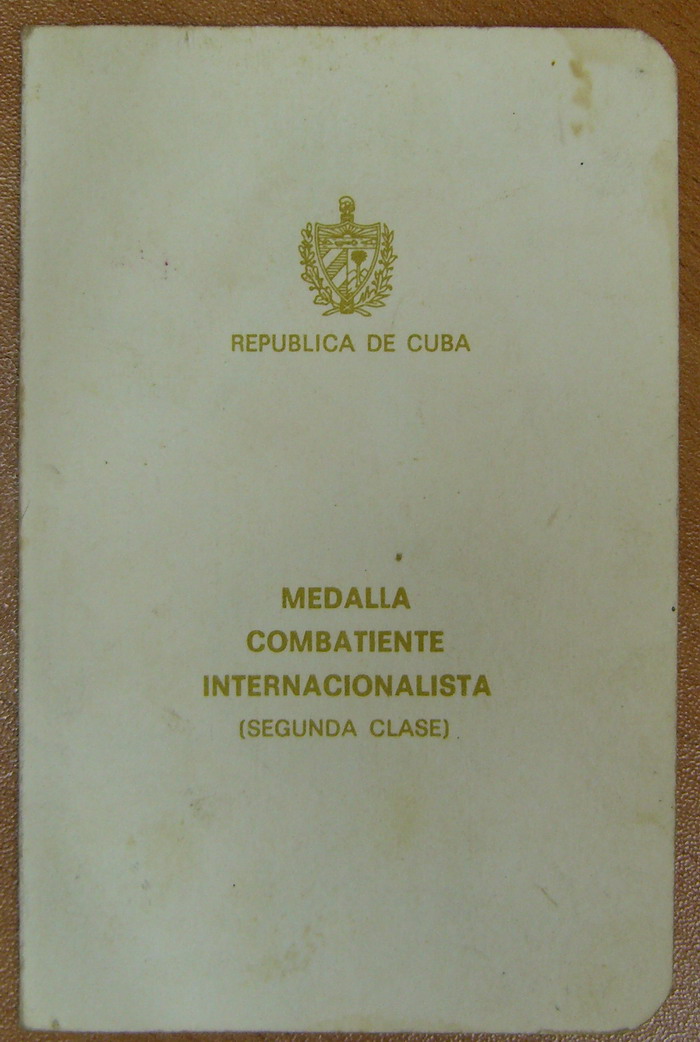 REPUBLICA DE CUBA
MEDALLA
COMBATIENTE
INTERNACIONALISTA
(SEGUNDA CLASE)